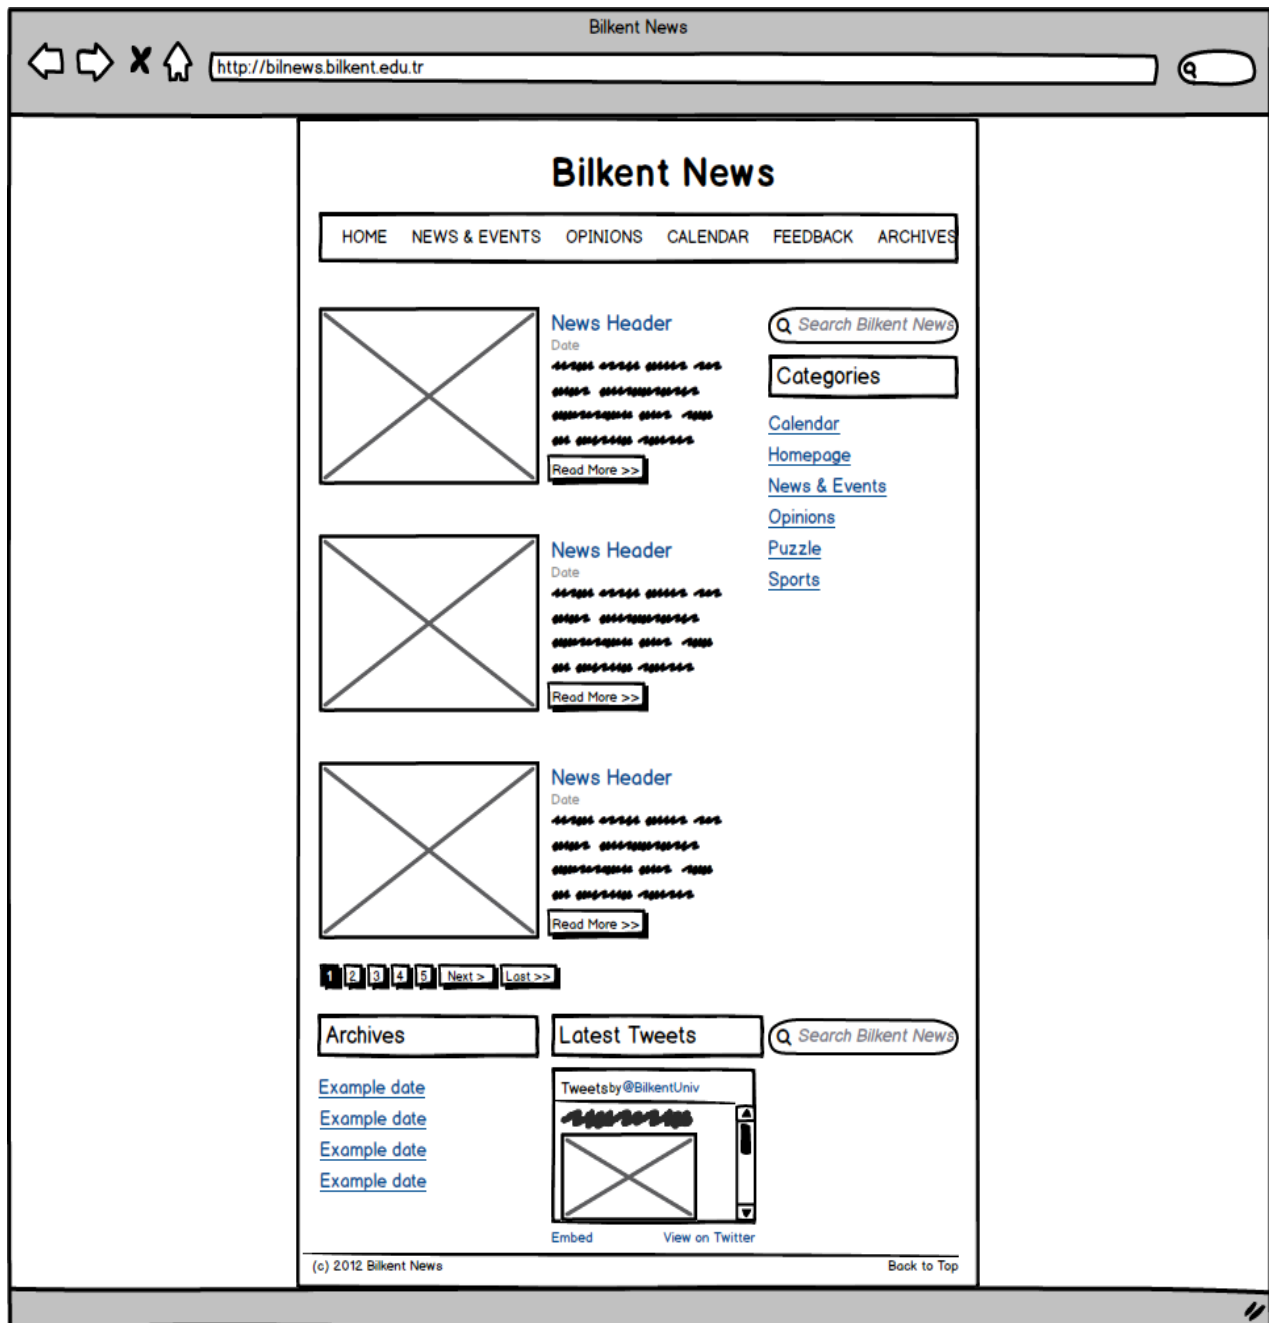 Bilkent News
http://bilnews.bilkent.edu.tr
Bilkent News
HOME NEWS & EVENTS OPINIONS CALENDAR FEEDBACK ARCHIVES
News Header
Date
Read More >>
News Header
Date
Read More >>
News Header
Date
Read More >>
1 2 3 4 5 Next > Last >>
Search Bilkent News
Categories
Calendar
Homepage
News & Events
Opinions
Puzzle
Sports
Archives
Example date
Example date
Example date
Example date
Latest Tweets
Tweets by @BilkentUniv
Embed View on Twitter
Search Bilkent News
(c) 2012 Bilkent News Back to Top